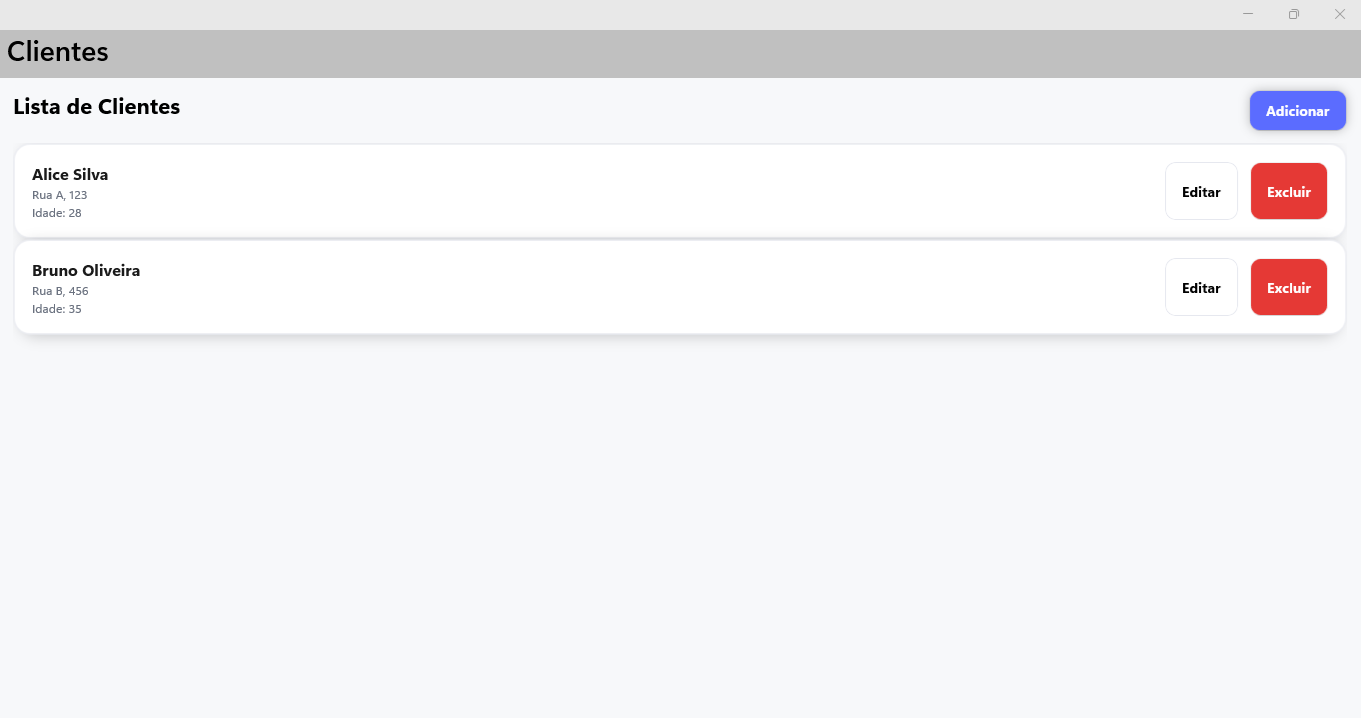 Clientes
Lista de Clientes
Adicionar
Alice Silva
Rua A, 123
Idade: 28
Editar
Excluir
Bruno Oliveira
Rua B, 456
Idade: 35
Editar
Excluir